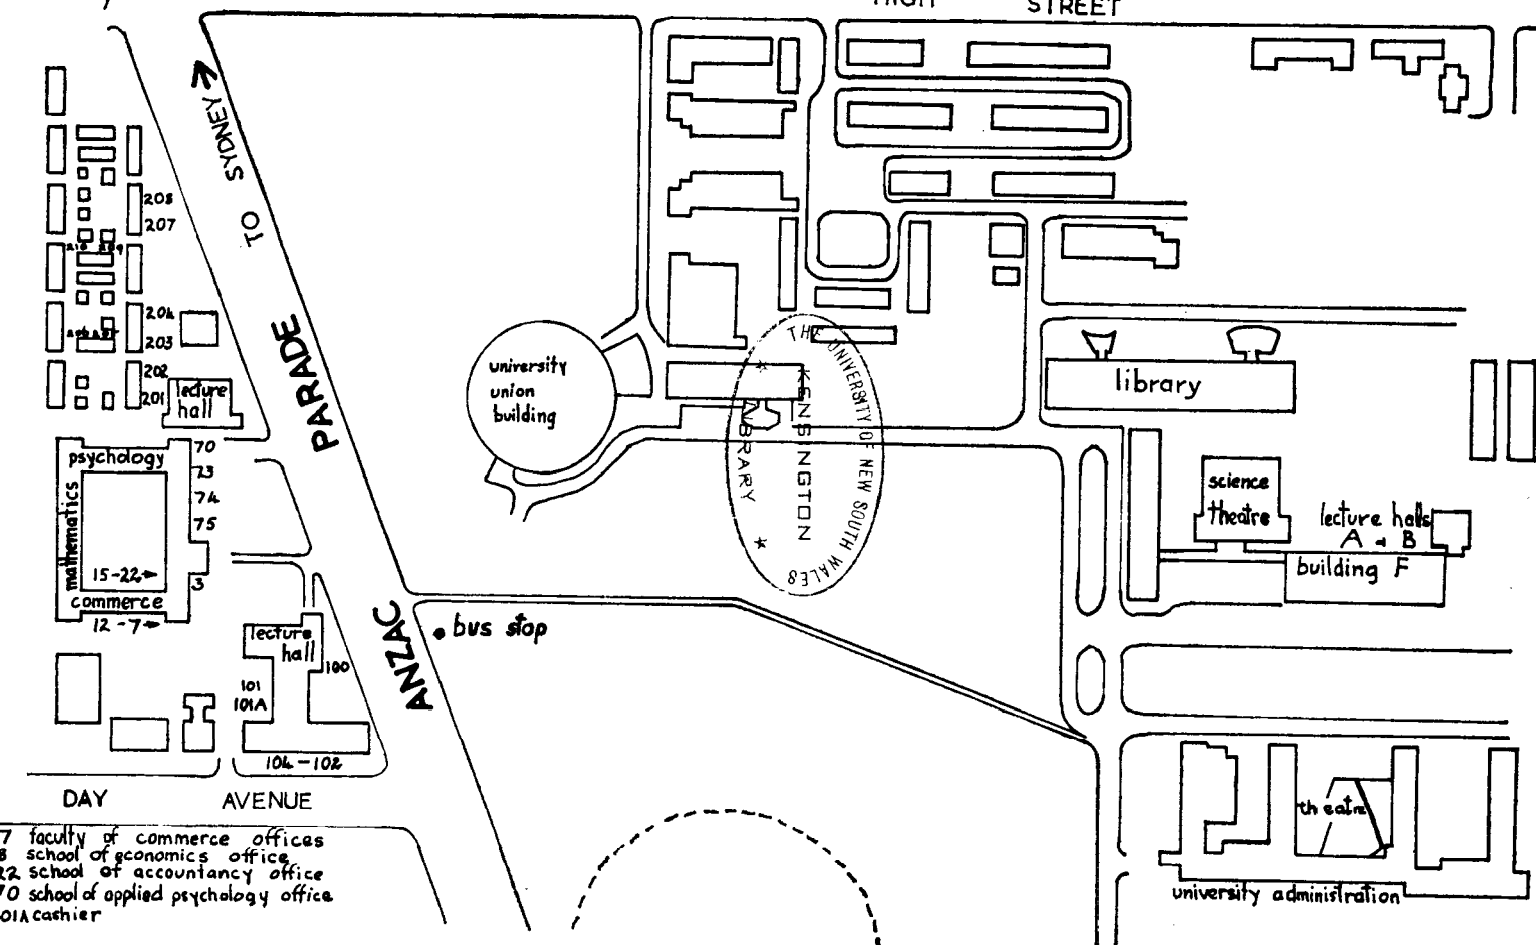 HIGH STREET
SYDNEY
TO
PARADE
ANZAC
208
207
210 209
204
203
206 205
202
201
lecture
hall
psychology
70
73
74
75
mathematics
15-22
3
commerce
12-7
lecture
hall
100
101
101A
104-102
DAY AVENUE
7 faculty of commerce offices
8 school of economics office
22 school of accountancy office
70 school of applied psychology office
01A cashier
university
union
building
bus stop
THE UNIVERSITY OF NEW SOUTH WALES
KENSINGTON
LIBRARY
library
science
theatre
lecture halls
A & B
building F
theatre
university administration